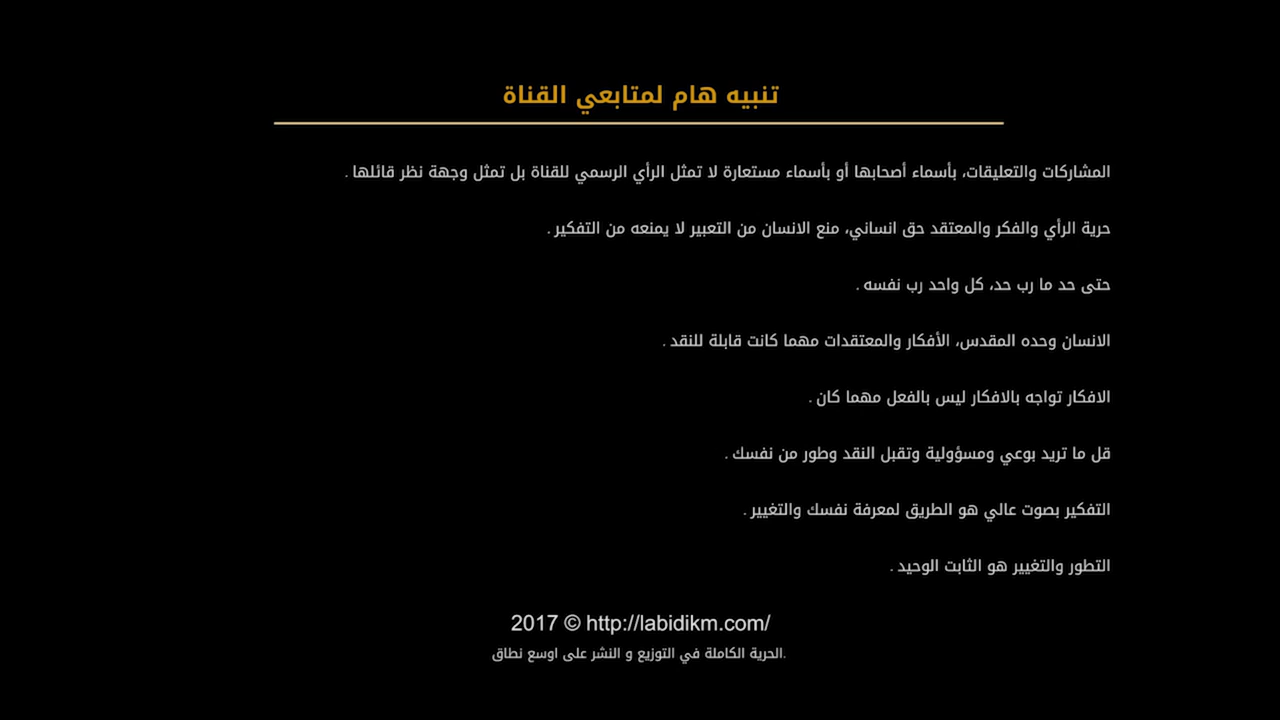 تنبيه هام لمتابعي القناة
المشاركات والتعليقات، بأسماء أصحابها أو بأسماء مستعارة لا تمثل الرأي الرسمي للقناة بل تمثل وجهة نظر قائلها .
حرية الرأي والفكر والمعتقد حق انساني، منع الانسان من التعبير لا يمنعه من التفكير .
حتى حد ما رب حد، كل واحد رب نفسه .
الانسان وحده المقدس، الأفكار والمعتقدات مهما كانت قابلة للنقد .
الافكار تواجه بالافكار ليس بالفعل مهما كان .
قل ما تريد بوعي ومسؤولية وتقبل النقد وطور من نفسك .
التفكير بصوت عالي هو الطريق لمعرفة نفسك والتغيير .
التطور والتغيير هو الثابت الوحيد .
2017 © http://labidikm.com/
الحرية الكاملة في التوزيع و النشر على اوسع نطاق.